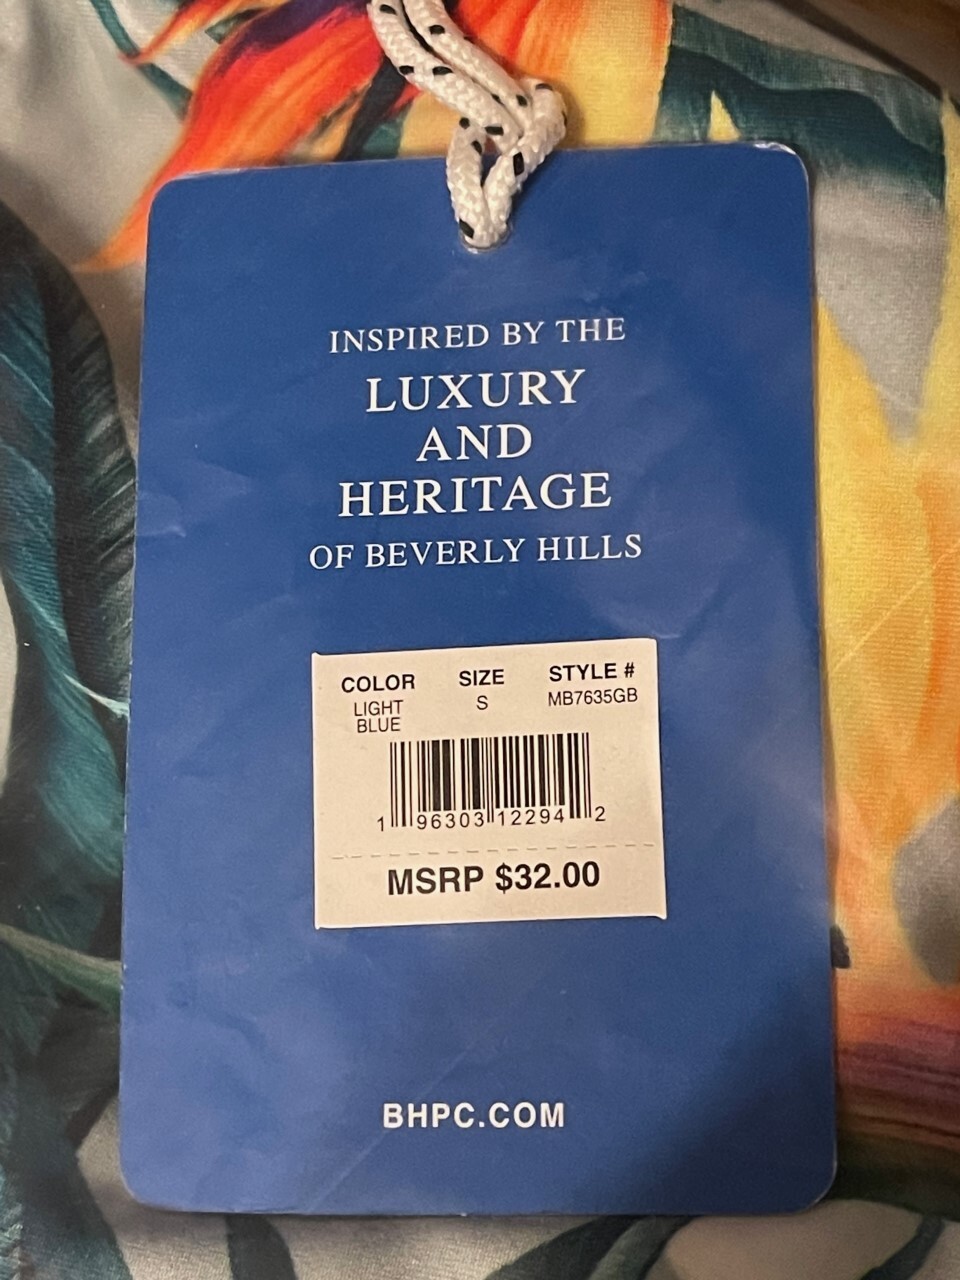 INSPIRED BY THE
LUXURY
AND
HERITAGE
OF BEVERLY HILLS
COLOR SIZE STYLE #
LIGHT BLUE S MB7635GB
1 96303 12294 2
MSRP $32.00
BHPC.COM